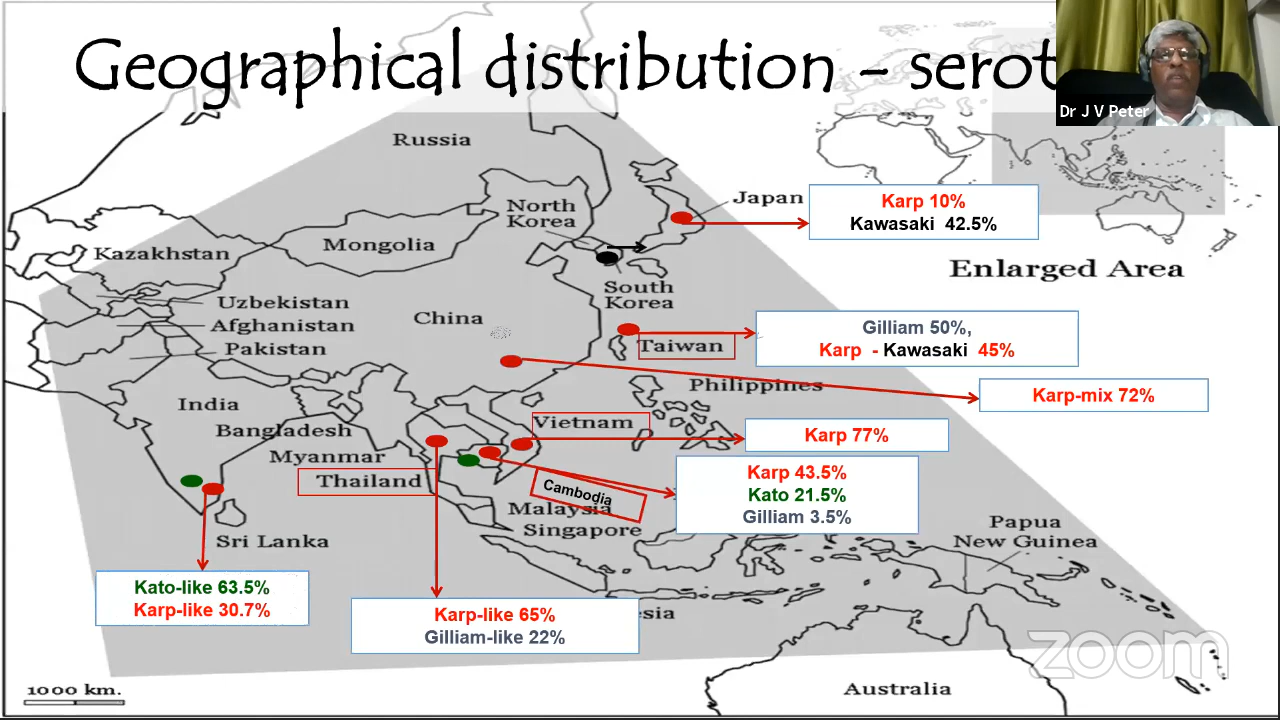 Geographical distribution – serot
Dr J V Peter
Russia
Japan
Karp 10%
Kawasaki 42.5%
North
Korea
Mongolia
Kazakhstan
Enlarged Area
South
Korea
Uzbekistan
China
Afghanistan
Gilliam 50%,
Karp - Kawasaki 45%
Taiwan
Pakistan
Philippines
Karp-mix 72%
India
Vietnam
Bangladesh
Karp 77%
Myanmar
Thailand
Karp 43.5%
Kato 21.5%
Gilliam 3.5%
Cambodia
Malaysia
Singapore
Papua
New Guinea
Sri Lanka
Kato-like 63.5%
Karp-like 30.7%
Karp-like 65%
Gilliam-like 22%
esia
zoom
Australia
1000 km.